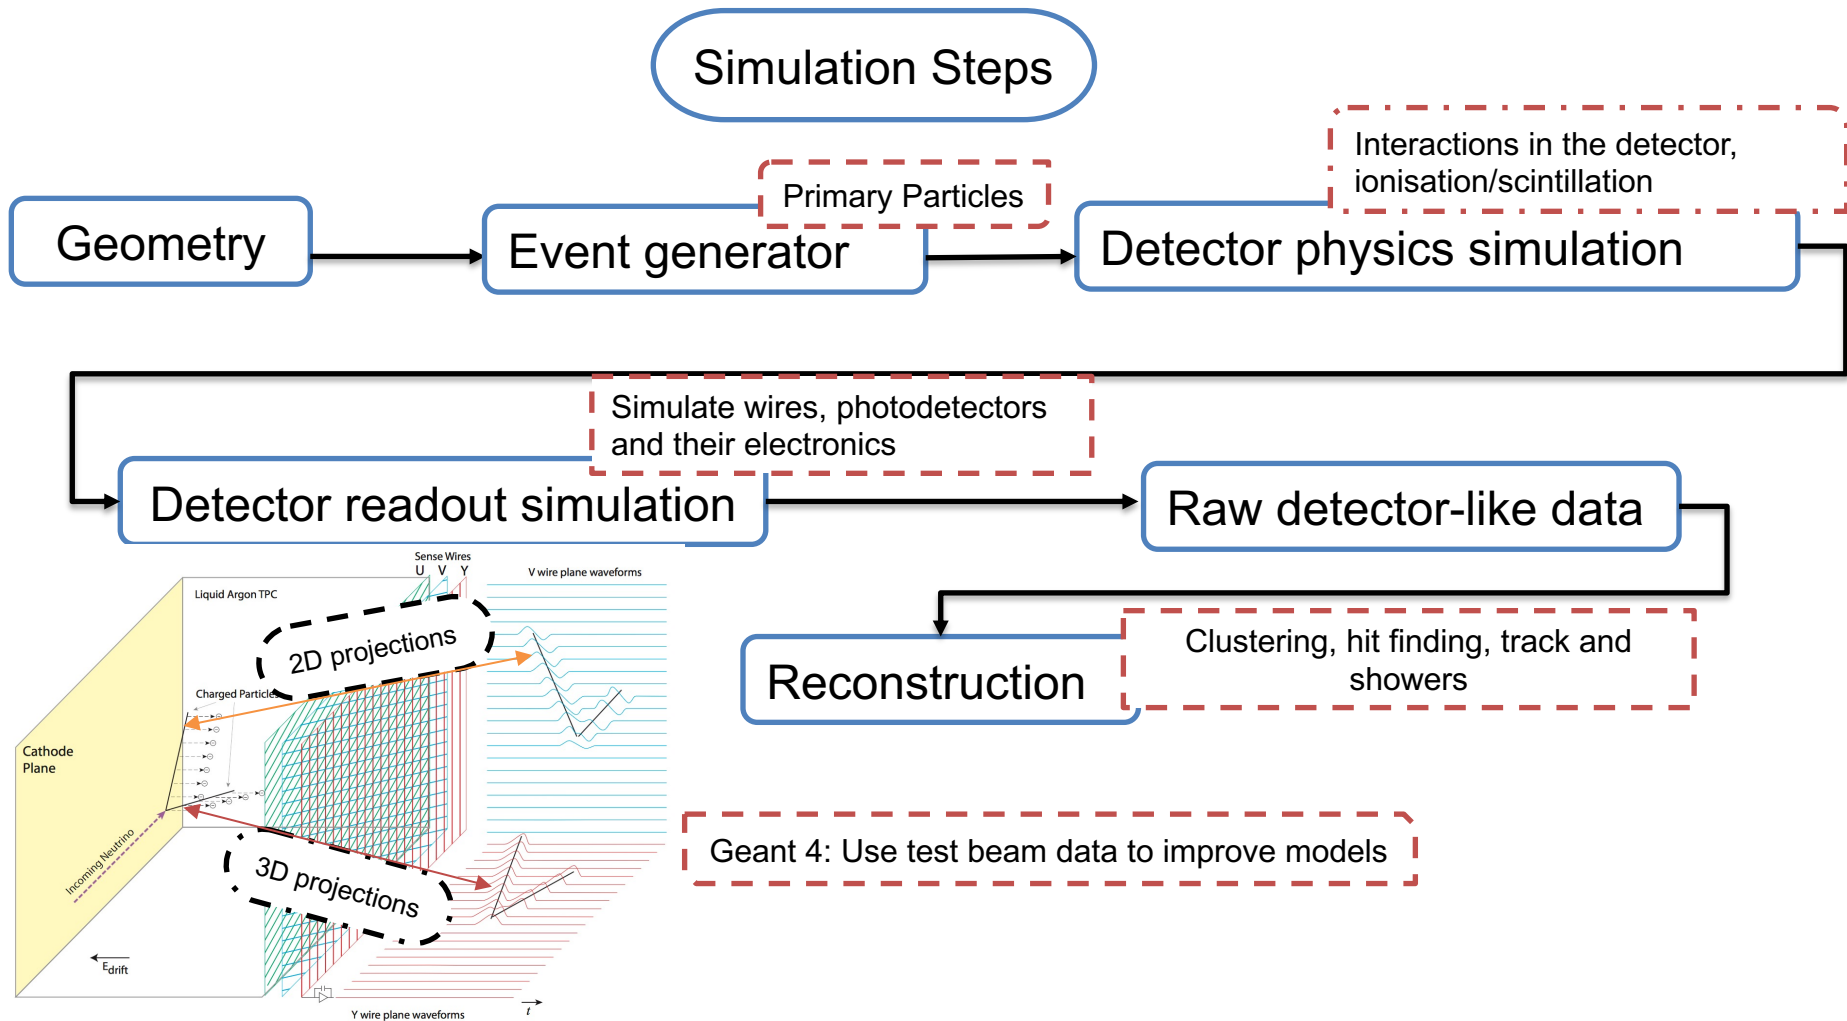 Simulation Steps
Interactions in the detector,
ionisation/scintillation
Primary Particles
Geometry
Event generator
Detector physics simulation
Simulate wires, photodetectors
and their electronics
Detector readout simulation
Raw detector-like data
Clustering, hit finding, track and
showers
Reconstruction
Sense Wires
U V Y
V wire plane waveforms
Liquid Argon TPC
2D projections
Charged Particles
Cathode
Plane
Incoming Neutrino
3D projections
Edrift
Y wire plane waveforms
t
Geant 4: Use test beam data to improve models